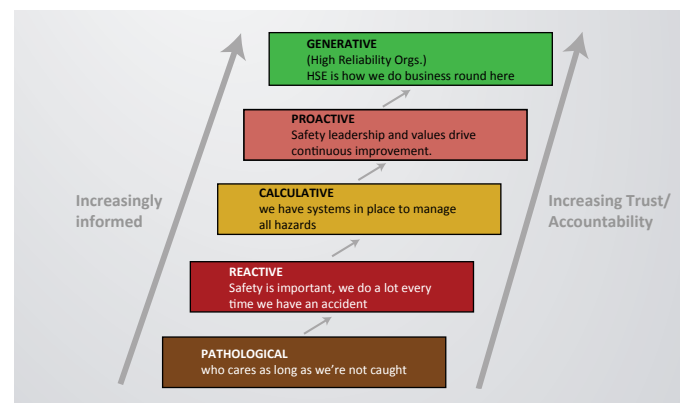 GENERATIVE
(High Reliability Orgs.)
HSE is how we do business round here
PROACTIVE
Safety leadership and values drive
continuous improvement.
CALCULATIVE
we have systems in place to manage
all hazards
Increasingly
informed
Increasing Trust/
Accountability
REACTIVE
Safety is important, we do a lot every
time we have an accident
PATHOLOGICAL
who cares as long as we’re not caught